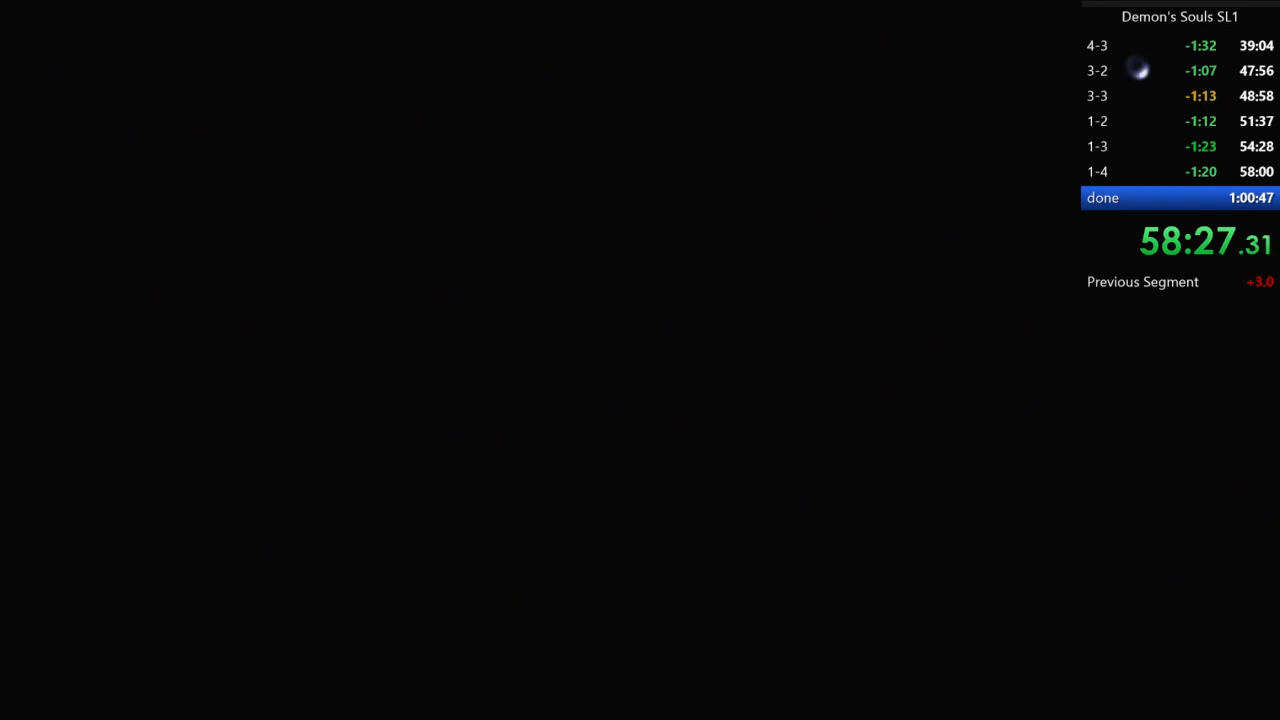 Demon's Souls SL1
4-3 -1:32 39:04
3-2 -1:07 47:56
3-3 -1:13 48:58
1-2 -1:12 51:37
1-3 -1:23 54:28
1-4 -1:20 58:00
done 1:00:47
58:27.31
Previous Segment +3.0